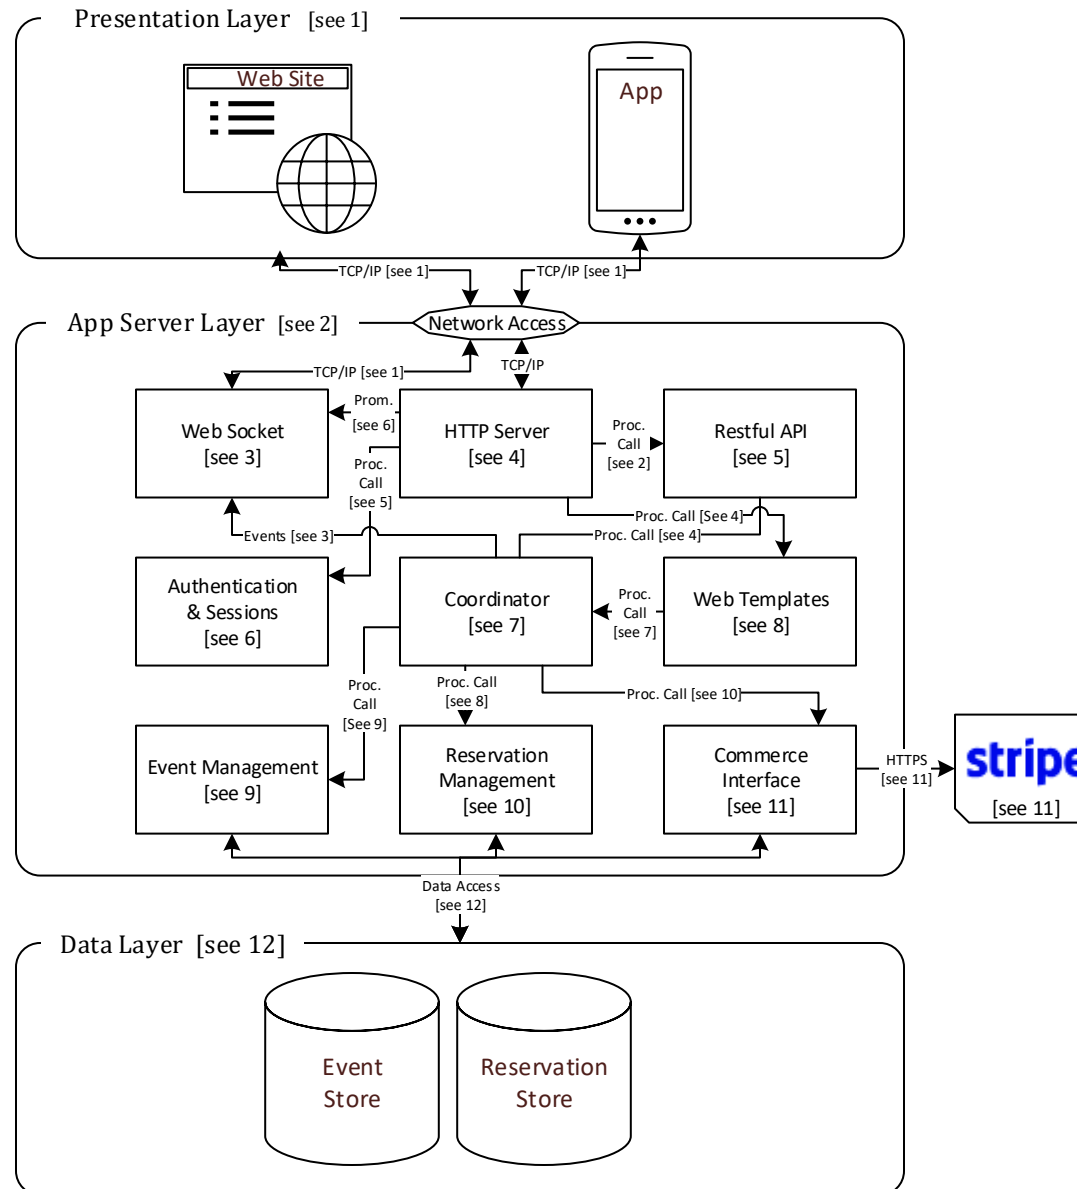 Presentation Layer [see 1]
Web Site
App
TCP/IP [see 1]
TCP/IP [see 1]
App Server Layer [see 2]
Network Access
TCP/IP [see 1]
TCP/IP
Web Socket
[see 3]
Prom.
[see 6]
HTTP Server
[see 4]
Proc.
Call
[see 2]
Restful API
[see 5]
Proc.
Call
[see 5]
Proc. Call [See 4]
Events [see 3]
Proc. Call [see 4]
Authentication
& Sessions
[see 6]
Coordinator
[see 7]
Proc.
Call
[see 7]
Web Templates
[see 8]
Proc.
Call
[See 9]
Proc. Call
[see 8]
Proc. Call [see 10]
Event Management
[see 9]
Reservation
Management
[see 10]
Commerce
Interface
[see 11]
HTTPS
[see 11]
stripe
[see 11]
Data Access
[see 12]
Data Layer [see 12]
Event
Store
Reservation
Store